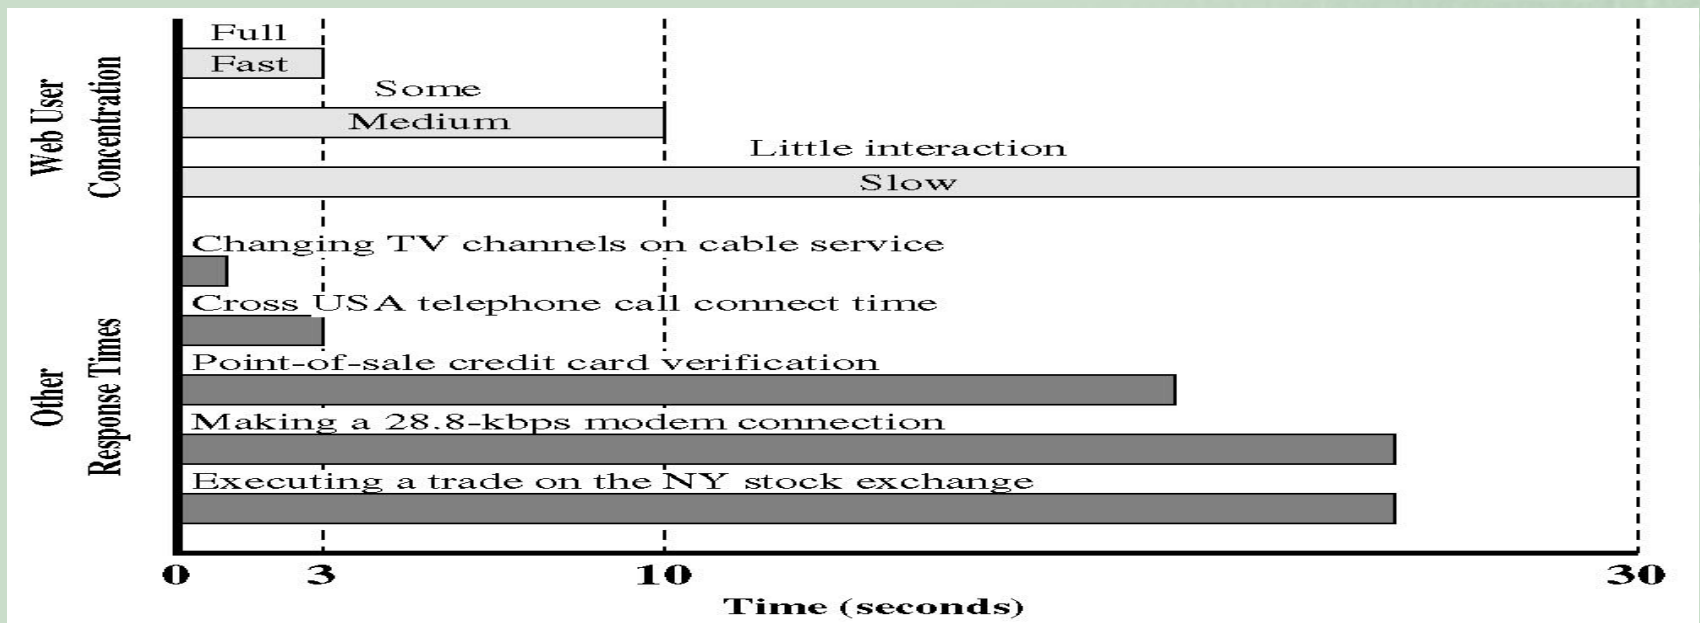 Full
Fast
Some
Medium
Little interaction
Slow
Web User
Concentration
Changing TV channels on cable service
Cross USA telephone call connect time
Point-of-sale credit card verification
Making a 28.8-kbps modem connection
Executing a trade on the NY stock exchange
Other
Response Times
0 3 10 30
Time (seconds)